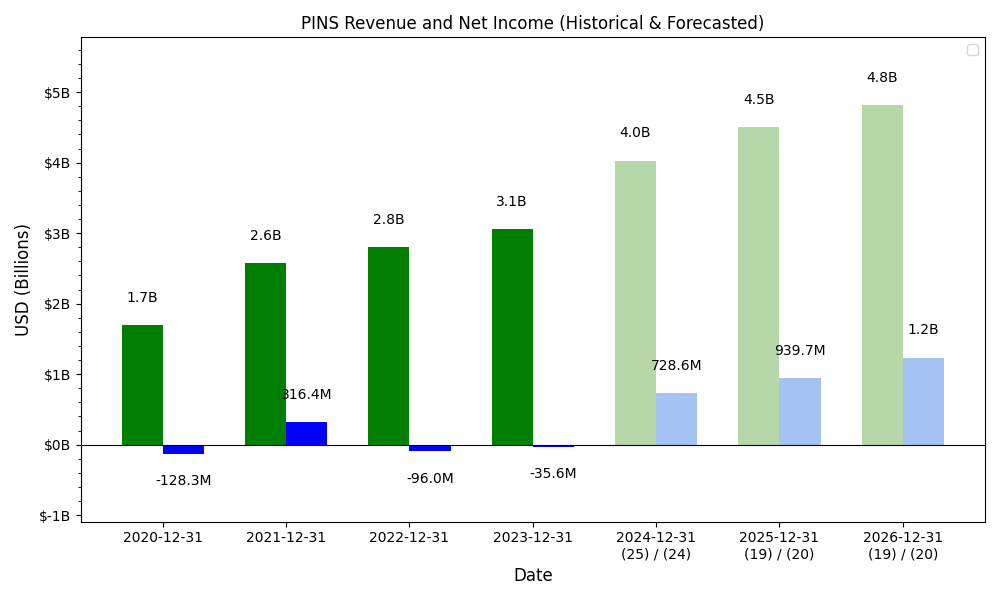 PINS Revenue and Net Income (Historical & Forecasted)
USD (Billions)
$5B
$4B
$3B
$2B
$1B
$0B
$-1B
1.7B
-128.3M
2.6B
316.4M
2.8B
-96.0M
3.1B
-35.6M
4.0B
728.6M
4.5B
939.7M
4.8B
1.2B
2020-12-31
2021-12-31
2022-12-31
2023-12-31
2024-12-31
(25) / (24)
2025-12-31
(19) / (20)
2026-12-31
(19) / (20)
Date